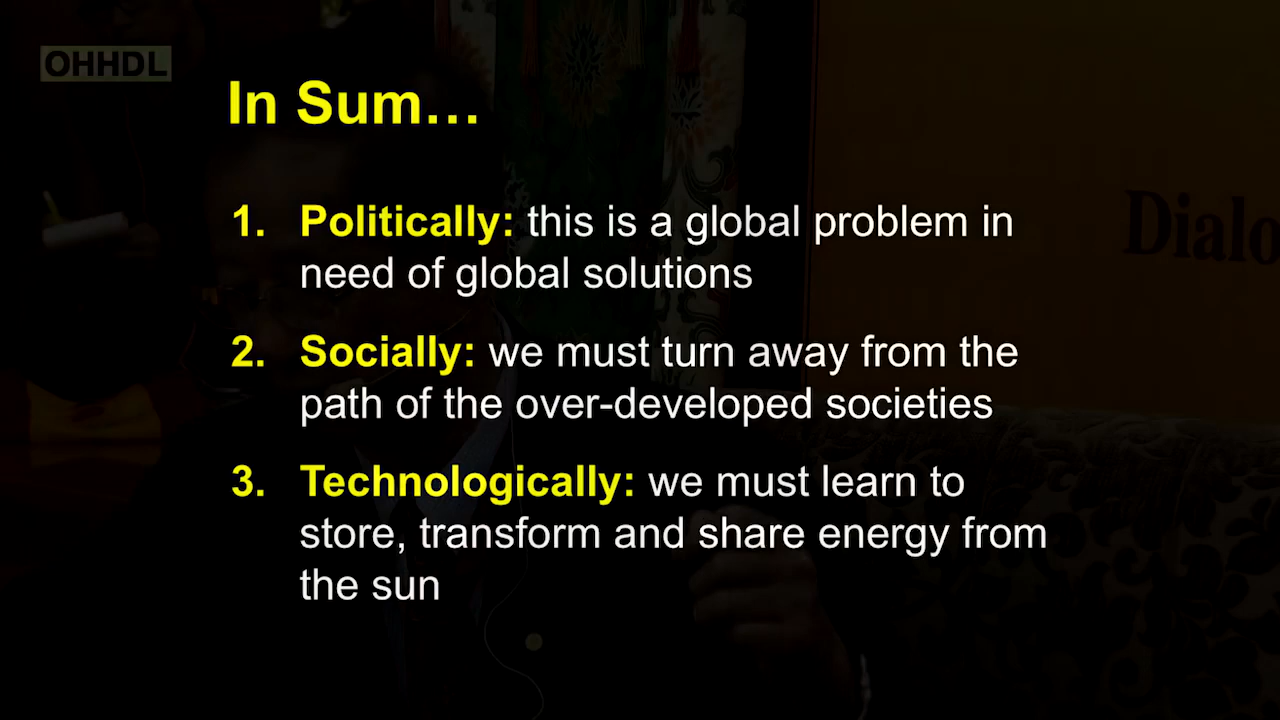 OHHDL
In Sum…
1. Politically: this is a global problem in
need of global solutions
2. Socially: we must turn away from the
path of the over-developed societies
3. Technologically: we must learn to
store, transform and share energy from
the sun
Dialo